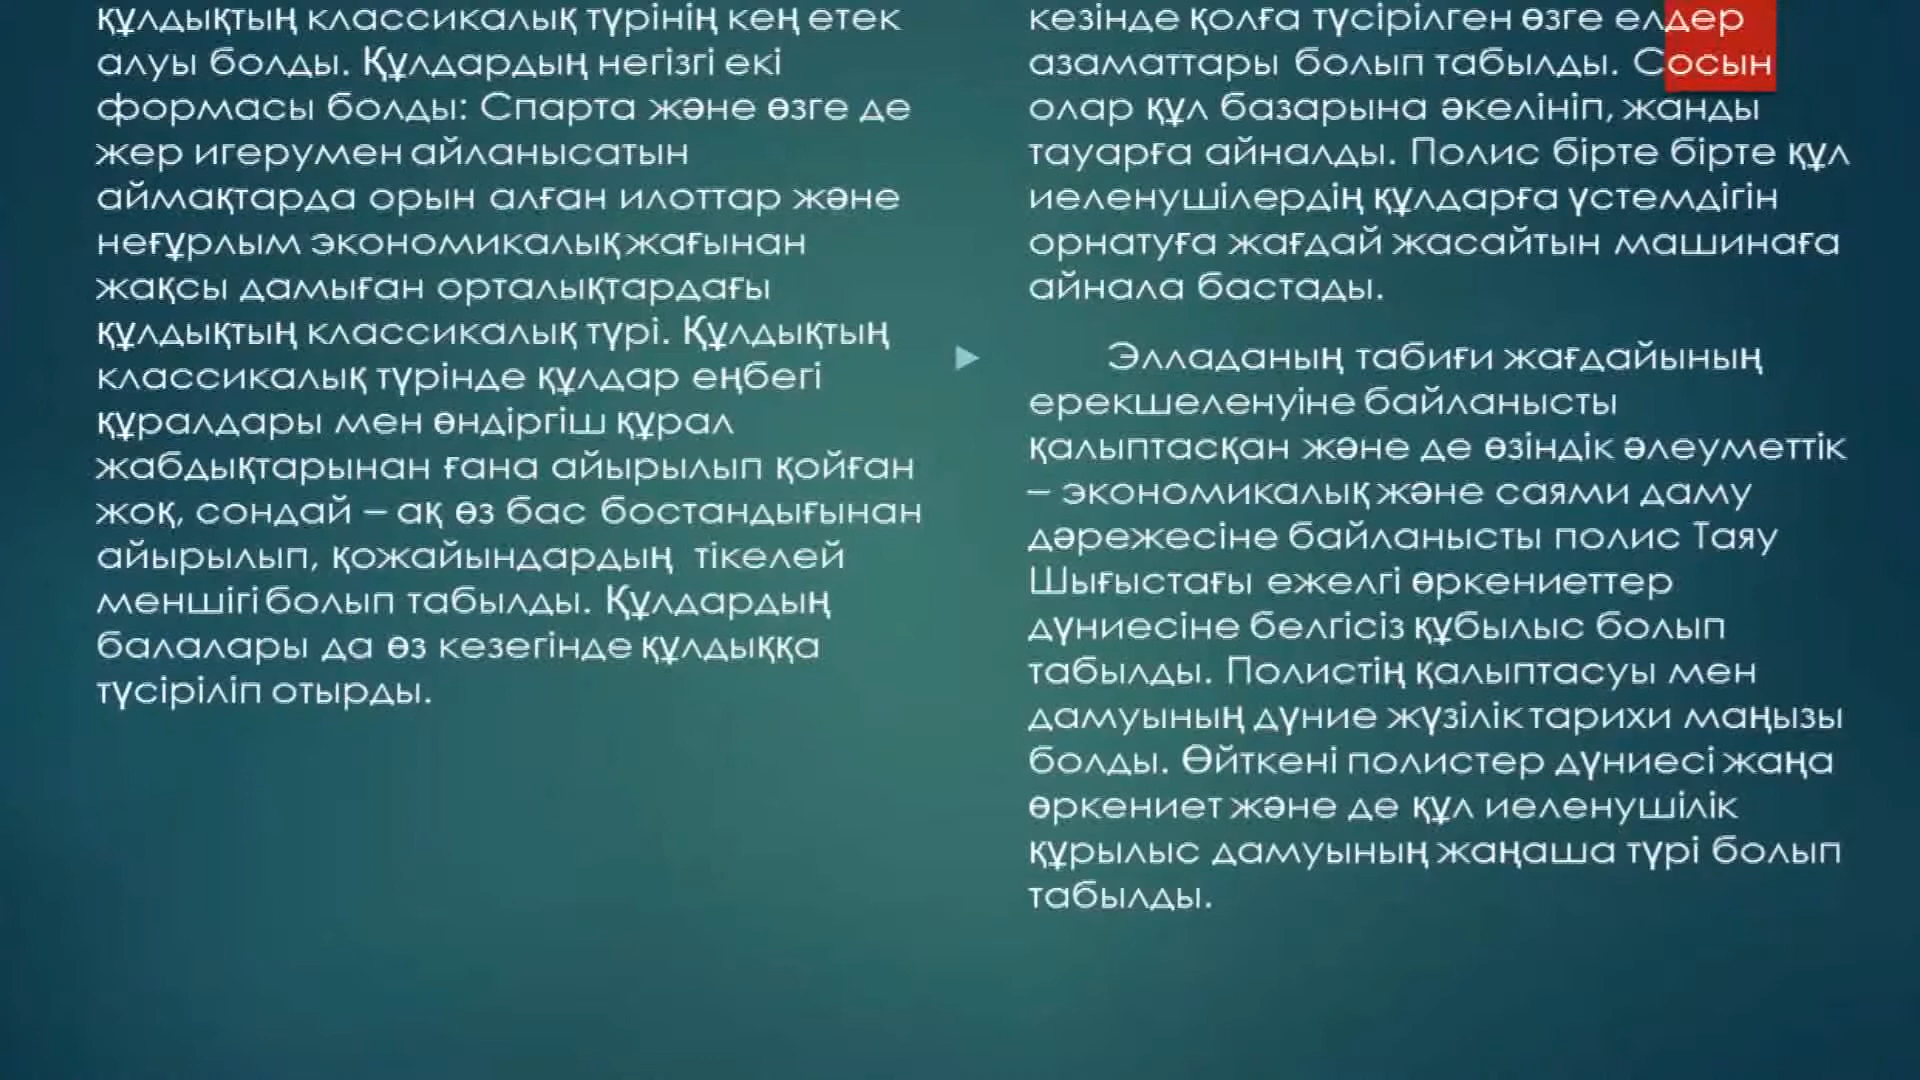 құлдықтың классикалық түрінің кең етек
алуы болды. Құлдардың негізгі екі
формасы болды: Спарта және өзге де
жер игерумен айланысатын
аймақтарда орын алған илоттар және
неғұрлым экономикалық жағынан
жақсы дамыған орталықтардағы
құлдықтың классикалық түрі. Құлдықтың
классикалық түрінде құлдар еңбегі
құралдары мен өндіргіш құрал
жабдықтарынан ғана айырылып қойған
жоқ, сондай – ақ өз бас бостандығынан
айырылып, қожайындардың тікелей
меншігі болып табылды. Құлдардың
балалары да өз кезегінде құлдыққа
түсіріліп отырды.
кезінде қолға түсірілген өзге елдер
азаматтары болып табылды. Сосын
олар құл базарына әкелініп, жанды
тауарға айналды. Полис бірте бірте құл
иеленушілердің құлдарға үстемдігін
орнатуға жағдай жасайтын машинаға
айнала бастады.
Элладаның табиғи жағдайының
ерекшеленуіне байланысты
қалыптасқан және де өзіндік әлеуметтік
– экономикалық және саями даму
дәрежесіне байланысты полис Таяу
Шығыстағы ежелгі өркениеттер
дүниесіне белгісіз құбылыс болып
табылды. Полистің қалыптасуы мен
дамуының дүние жүзілік тарихи маңызы
болды. Өйткені полистер дүниесі жаңа
өркениет және де құл иеленушілік
құрылыс дамуының жаңаша түрі болып
табылды.